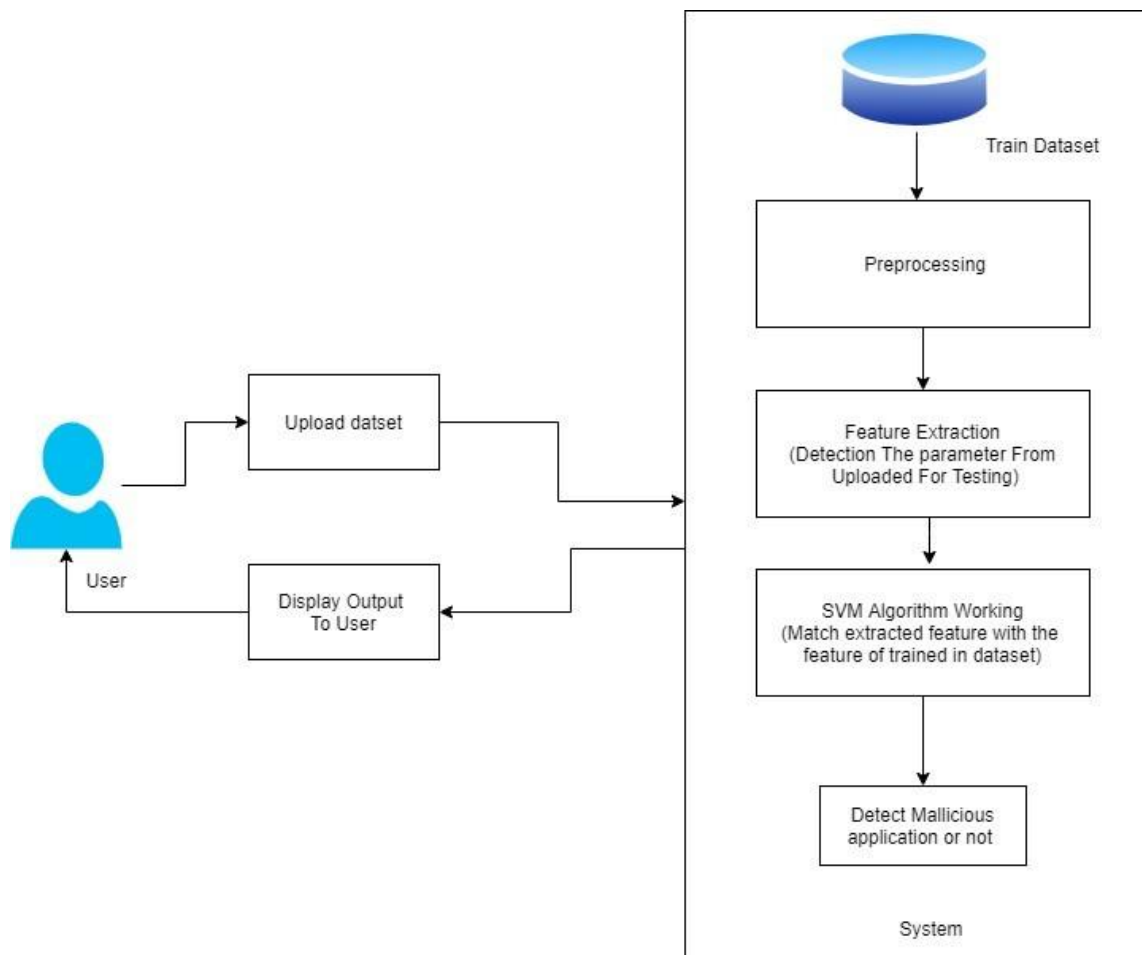 Train Dataset
Preprocessing
Feature Extraction
(Detection The parameter From
Uploaded For Testing)
SVM Algorithm Working
(Match extracted feature with the
feature of trained in dataset)
Detect Mallicious
application or not
System
Upload datset
User
Display Output
To User